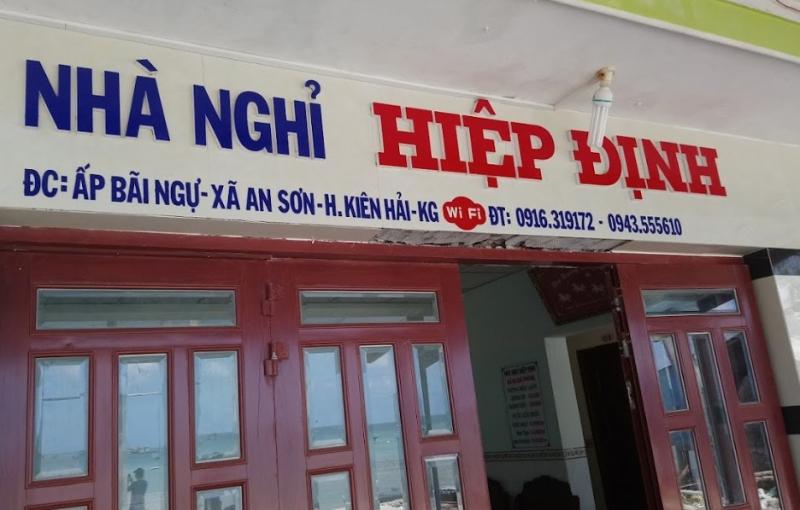 NHÀ NGHỈ HIỆP ĐỊNH
ĐC: ẤP BÃI NGỰ-XÃ AN SƠN-H. KIÊN HẢI-KG Wi Fi ĐT: 0916.319172 - 0943.555610